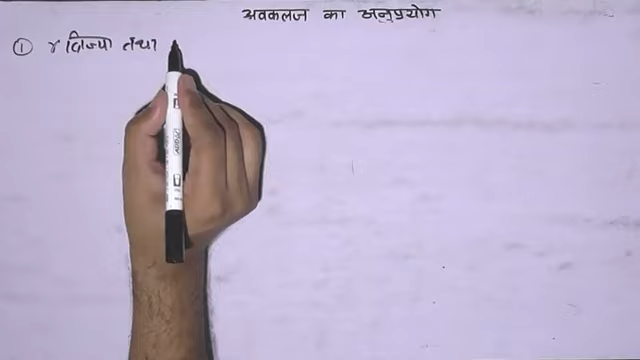 अवकलज का अनुप्रयोग
① r त्रिज्या तथा